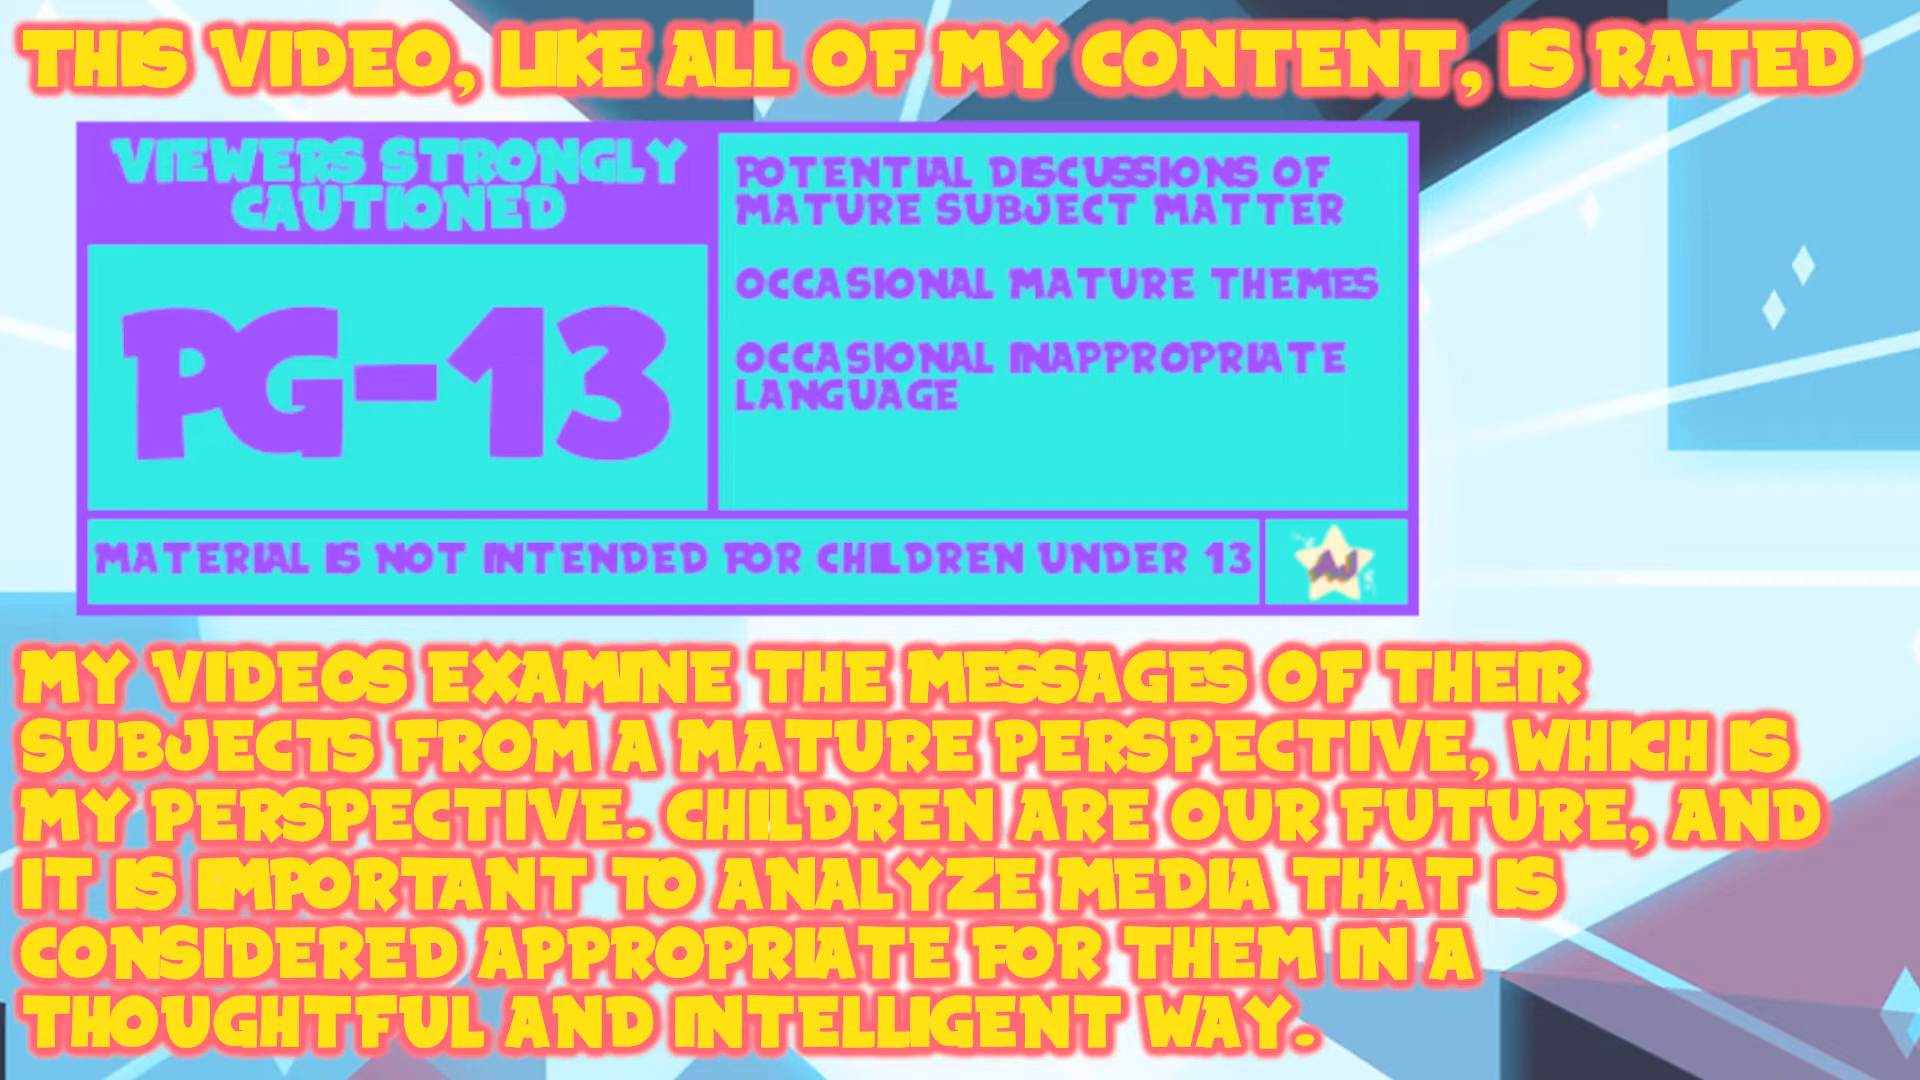 THIS VIDEO, LIKE ALL OF MY CONTENT, IS RATED
VIEWERS STRONGLY
CAUTIONED
PG-13
POTENTIAL DISCUSSIONS OF
MATURE SUBJECT MATTER
OCCASIONAL MATURE THEMES
OCCASIONAL INAPPROPRIATE
LANGUAGE
MATERIAL IS NOT INTENDED FOR CHILDREN UNDER 13
AJ
MY VIDEOS EXAMINE THE MESSAGES OF THEIR
SUBJECTS FROM A MATURE PERSPECTIVE, WHICH IS
MY PERSPECTIVE. CHILDREN ARE OUR FUTURE, AND
IT IS IMPORTANT TO ANALYZE MEDIA THAT IS
CONSIDERED APPROPRIATE FOR THEM IN A
THOUGHTFUL AND INTELLIGENT WAY.